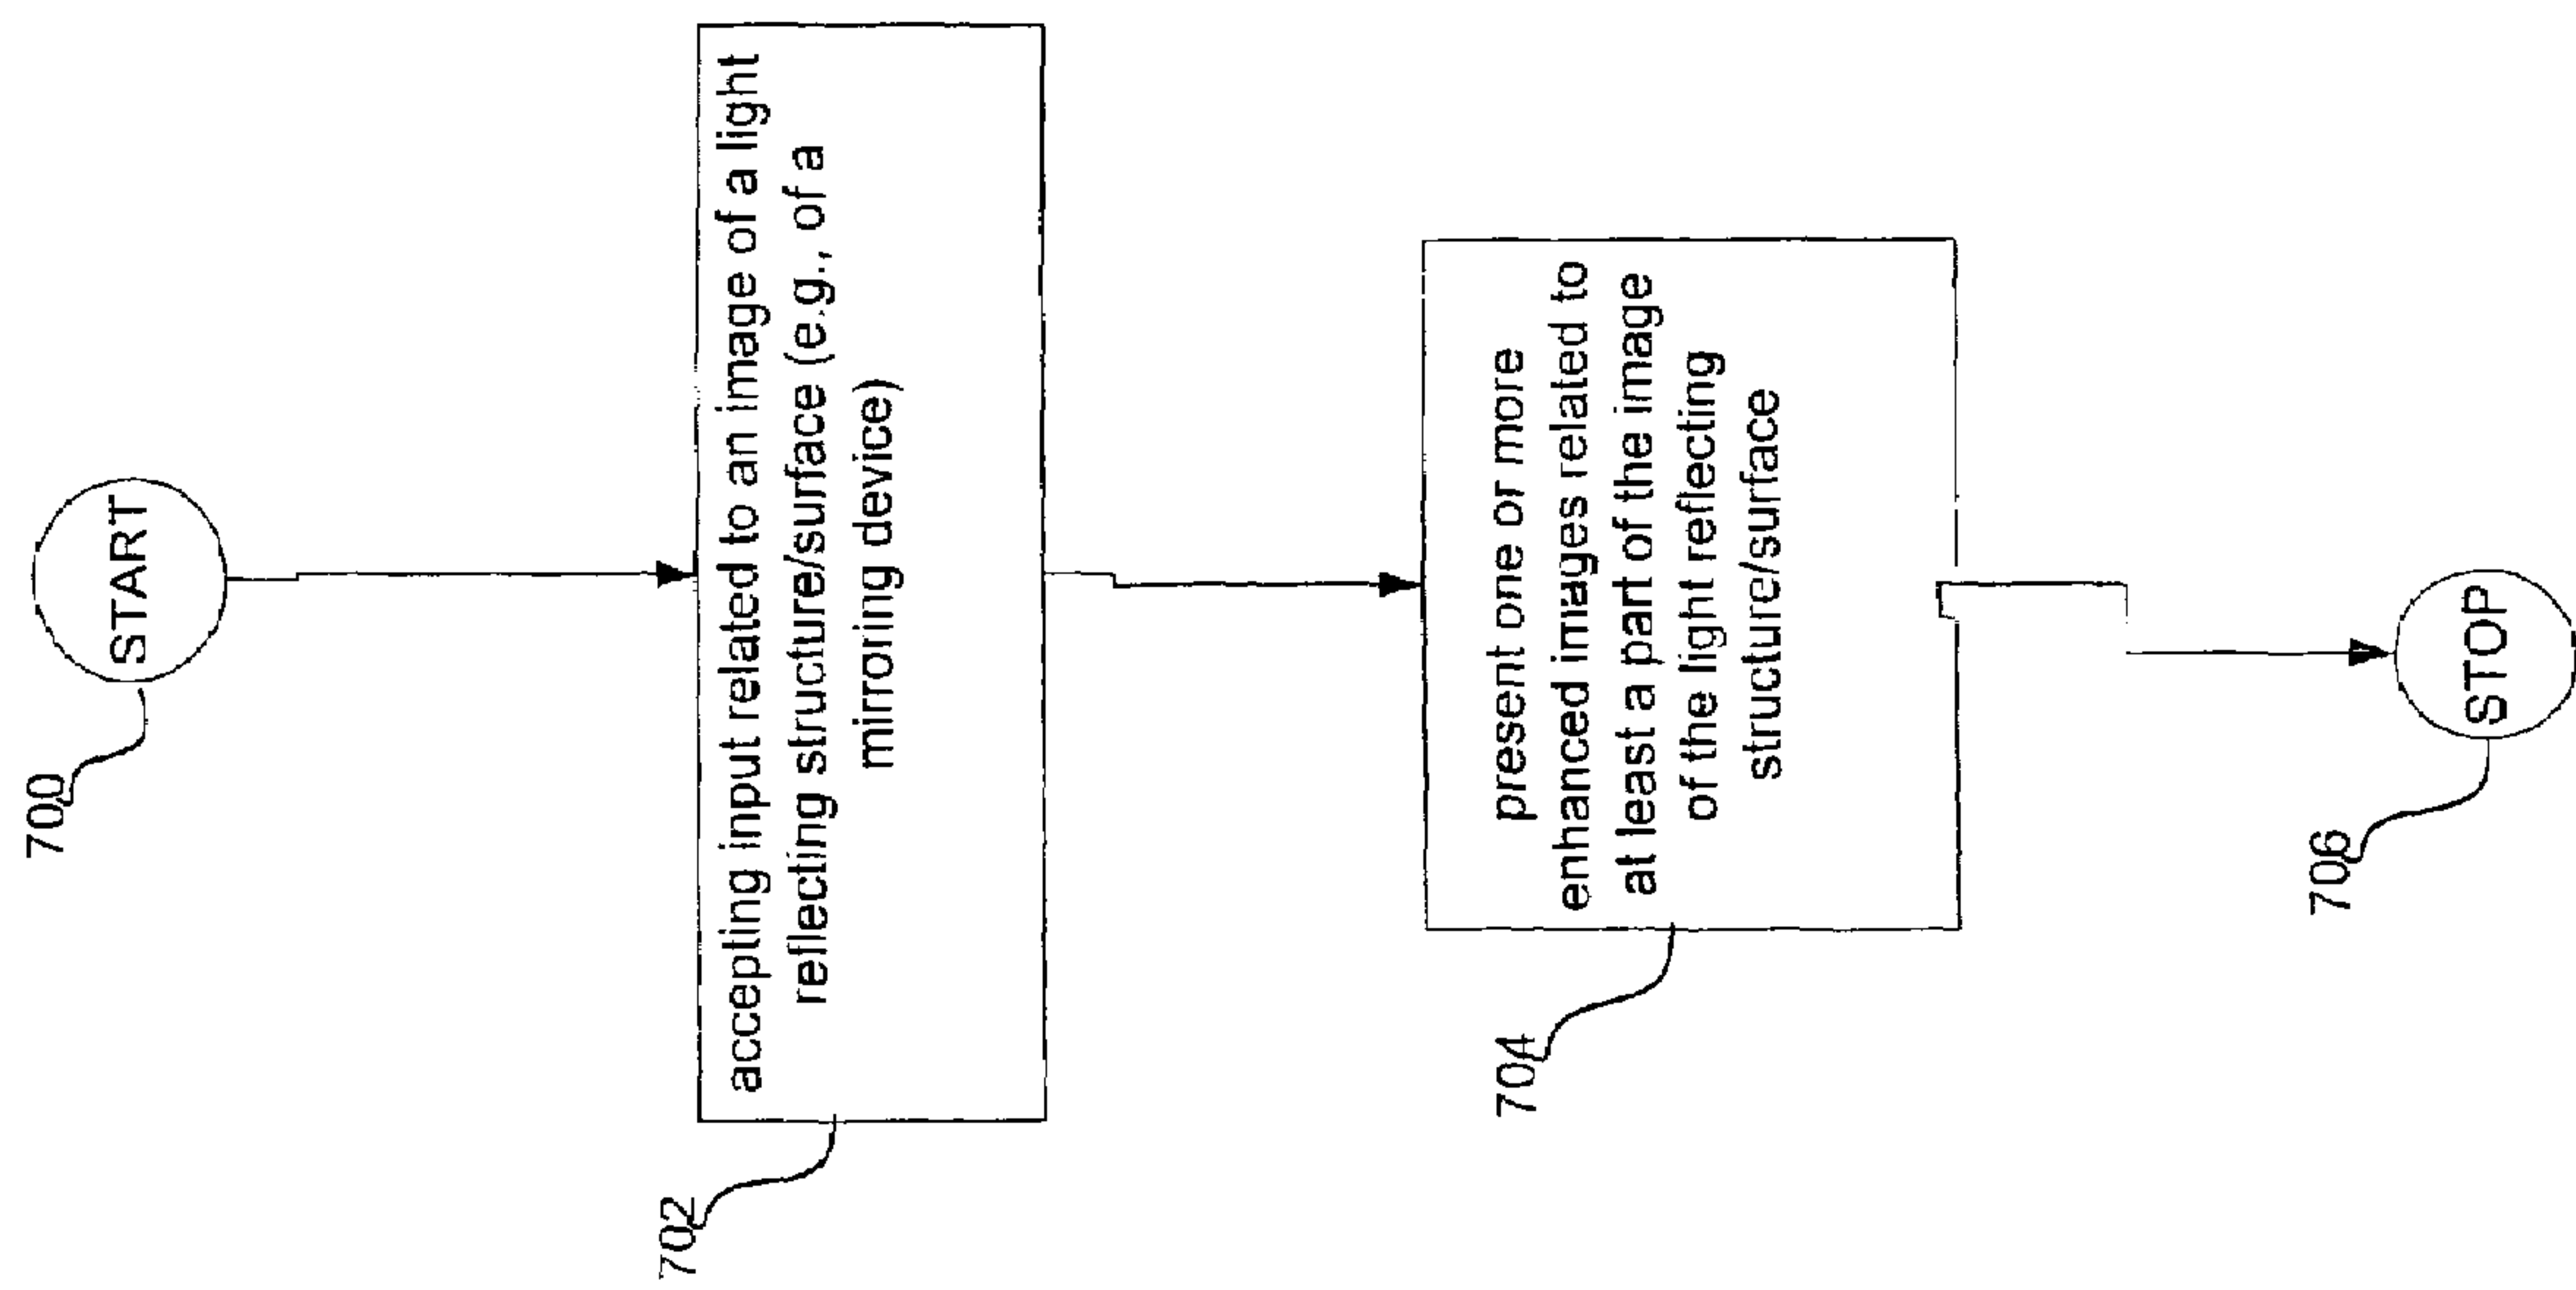 700
START
702
accepting input related to an image of a light
reflecting structure/surface (e.g., of a
mirroring device)
704
present one or more
enhanced images related to
at least a part of the image
of the light reflecting
structure/surface
706
STOP